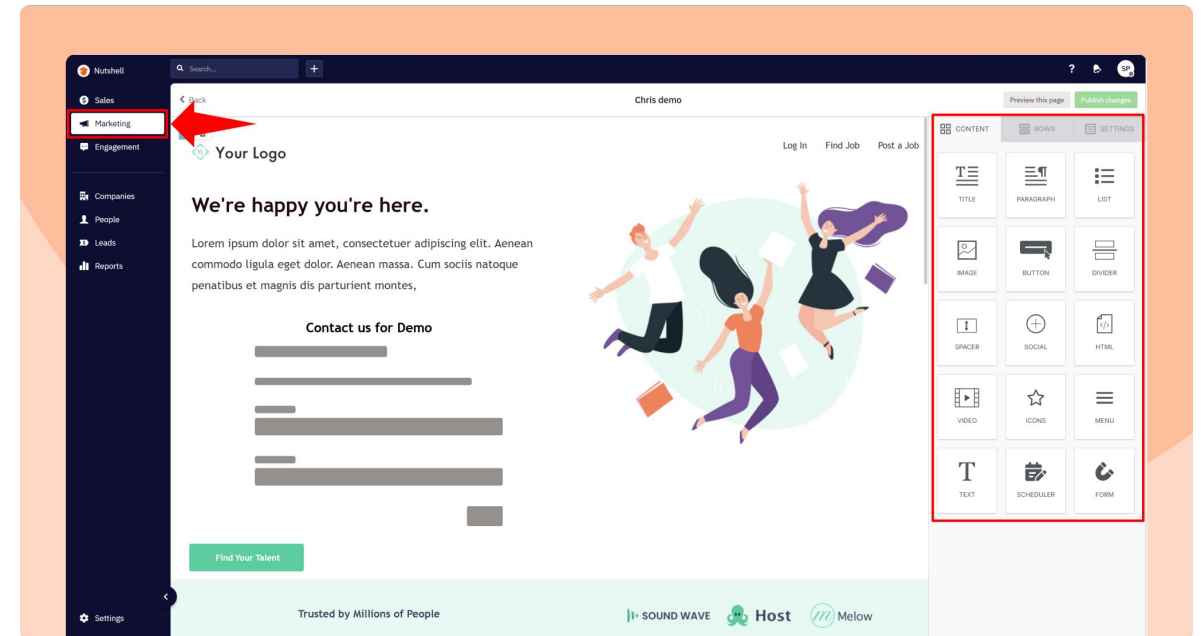 Nutshell
Search...
+
?
SP
Sales
Marketing
Engagement
Companies
People
Leads
Reports
Settings
Back
Chris demo
Preview this page
Publish changes
YL
Your Logo
Log In Find Job Post a Job
We're happy you're here.
Lorem ipsum dolor sit amet, consectetuer adipiscing elit. Aenean
commodo ligula eget dolor. Aenean massa. Cum sociis natoque
penatibus et magnis dis parturient montes,
Contact us for Demo
Find Your Talent
Trusted by Millions of People
SOUND WAVE
Host
Melow
CONTENT ROWS SETTINGS
TITLE PARAGRAPH LIST
IMAGE BUTTON DIVIDER
SPACER SOCIAL HTML
VIDEO ICONS MENU
TEXT SCHEDULER FORM